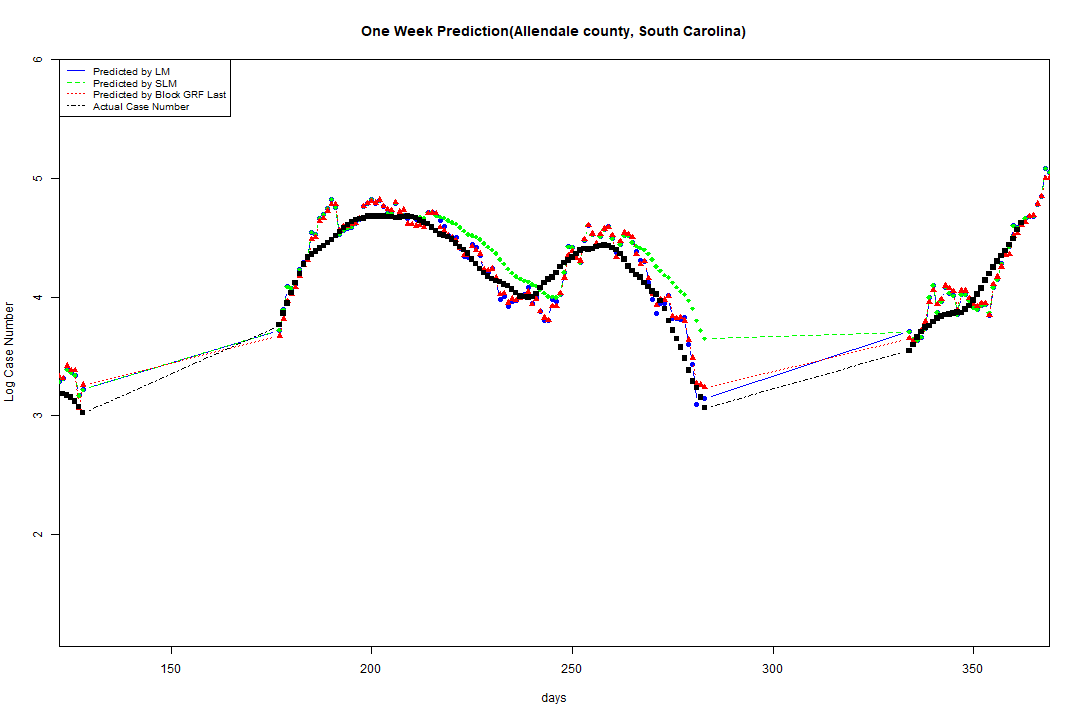 One Week Prediction(Allendale county, South Carolina)
Predicted by LM
Predicted by SLM
Predicted by Block GRF Last
Actual Case Number
6
5
4
3
2
Log Case Number
150
200
250
300
350
days